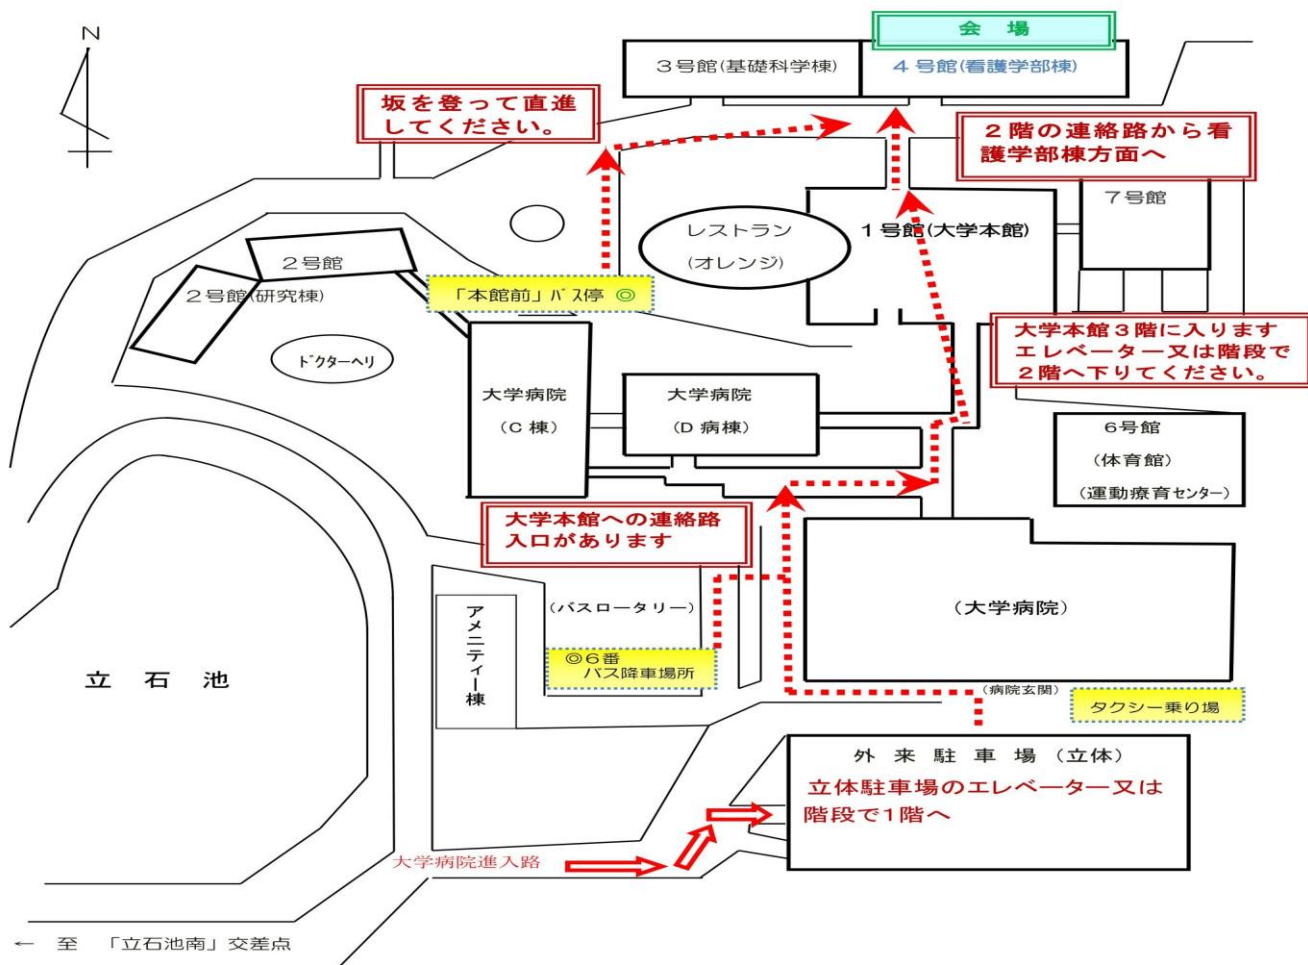 N
会 場
3号館(基礎科学棟)
4号館(看護学部棟)
坂を登って直進
してください。
2階の連絡路から看
護学部棟方面へ
7号館
レストラン
(オレンジ)
1号館(大学本館)
2号館
2号館(研究棟)
「本館前」バス停 ◎
ドクターヘリ
大学本館3階に入ります
エレベーター又は階段で
2階へ下りてください。
大学病院
(C棟)
大学病院
(D病棟)
6号館
(体育館)
(運動療育センター)
大学本館への連絡路
入口があります
(バスロータリー)
(大学病院)
アメニティー棟
◎6番
バス降車場所
立 石 池
(病院玄関)
タクシー乗り場
外 来 駐 車 場 (立体)
立体駐車場のエレベーター又は
階段で1階へ
大学病院進入路
← 至 「立石池南」交差点